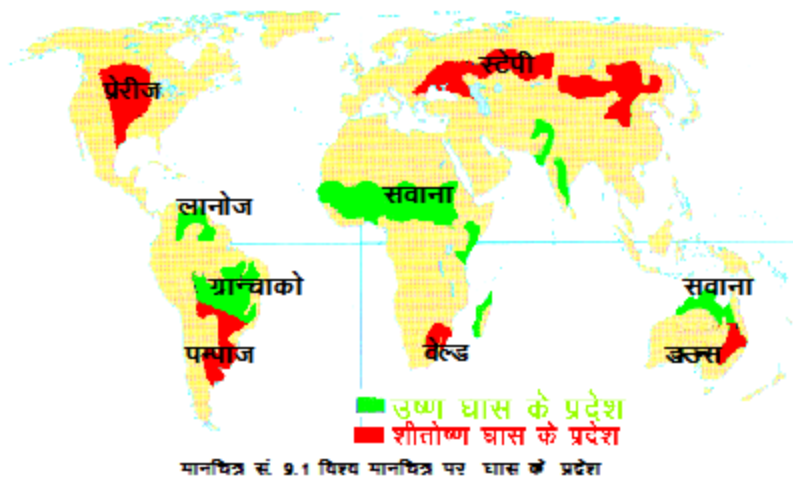 स्टेपी
प्रेरीज
सवाना
लानोज
ग्रान्चाको
सवाना
पम्पाज
वेल्ड
डाउन्स
उष्ण घास के प्रदेश
शीतोष्ण घास के प्रदेश
मानचित्र सं. 9.1 विश्व मानचित्र पर घास के प्रदेश